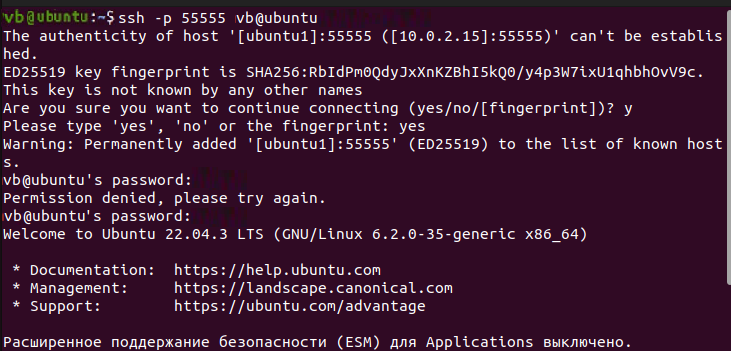 vb@ubuntu:~$ssh -p 55555 vb@ubuntu
The authenticity of host '[ubuntu1]:55555 ([10.0.2.15]:55555)' can't be establis
hed.
ED25519 key fingerprint is SHA256:RbIdPm0QdyJxXnKZBhI5kQ0/y4p3W7ixU1qhbhOvV9c.
This key is not known by any other names
Are you sure you want to continue connecting (yes/no/[fingerprint])? y
Please type 'yes', 'no' or the fingerprint: yes
Warning: Permanently added '[ubuntu1]:55555' (ED25519) to the list of known host
s.
vb@ubuntu's password:
Permission denied, please try again.
vb@ubuntu's password:
Welcome to Ubuntu 22.04.3 LTS (GNU/Linux 6.2.0-35-generic x86_64)
* Documentation:  https://help.ubuntu.com
* Management:     https://landscape.canonical.com
* Support:        https://ubuntu.com/advantage
Расширенное поддержание безопасности (ESM) для Applications выключено.